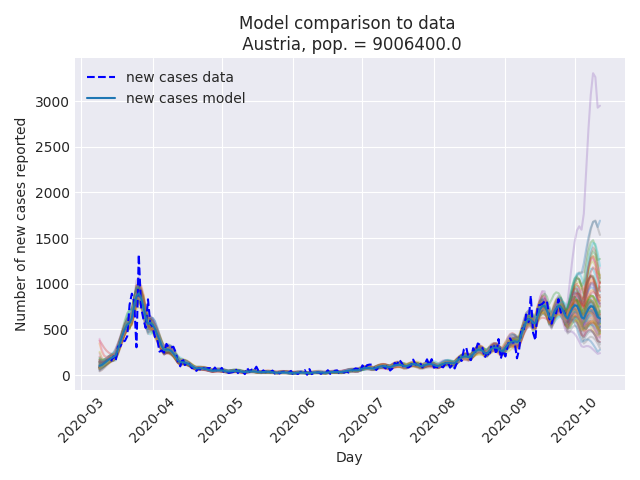 Model comparison to data
Austria, pop. = 9006400.0
new cases data
new cases model
Number of new cases reported
3000
2500
2000
1500
1000
500
0
2020-03
2020-04
2020-05
2020-06
2020-07
2020-08
2020-09
2020-10
Day